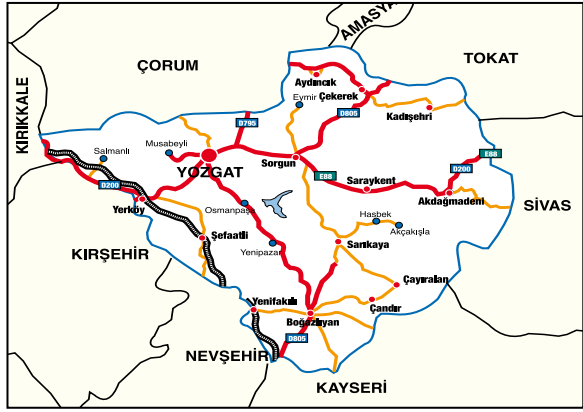 AMASYA
TOKAT
ÇORUM
KIRIKKALE
Aydıncık
Çekerek
Eymir
Kadışehri
D805
D795
Salmanlı
Musabeyli
YOZGAT
Sorgun
E88
D200
E88
Saraykent
Akdağmadeni
D200
Yerköy
SİVAS
Osmanpaşa
Hasbek
Akçakışla
Şefaatli
Yenipazar
Sarıkaya
KIRŞEHİR
Çayıralan
Yenifakılı
Boğazlıyan
Çandır
D805
NEVŞEHİR
KAYSERİ